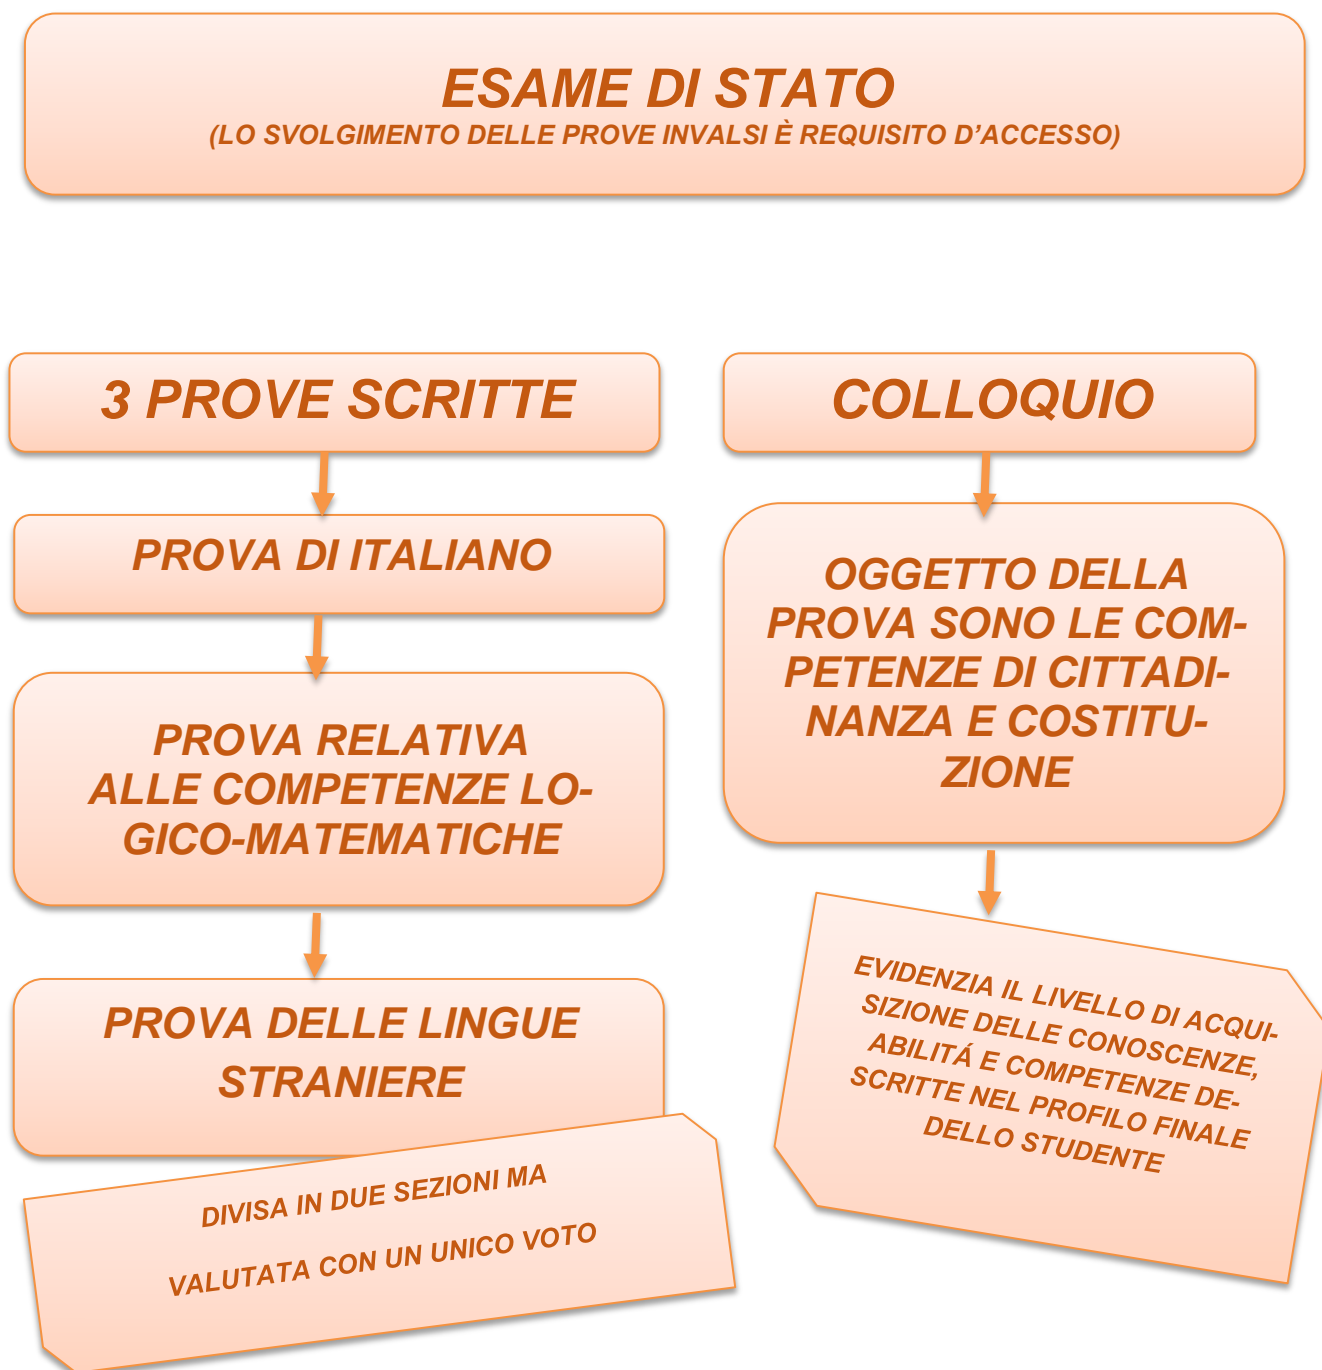 ESAME DI STATO
(LO SVOLGIMENTO DELLE PROVE INVALSI È REQUISITO D’ACCESSO)
3 PROVE SCRITTE
PROVA DI ITALIANO
PROVA RELATIVA
ALLE COMPETENZE LO-
GICO-MATEMATICHE
PROVA DELLE LINGUE
STRANIERE
DIVISA IN DUE SEZIONI MA
VALUTATA CON UN UNICO VOTO
COLLOQUIO
OGGETTO DELLA
PROVA SONO LE COM-
PETENZE DI CITTADI-
NANZA E COSTITU-
ZIONE
EVIDENZIA IL LIVELLO DI ACQUI-
SIZIONE DELLE CONOSCENZE,
ABILITÁ E COMPETENZE DE-
SCRITTE NEL PROFILO FINALE
DELLO STUDENTE